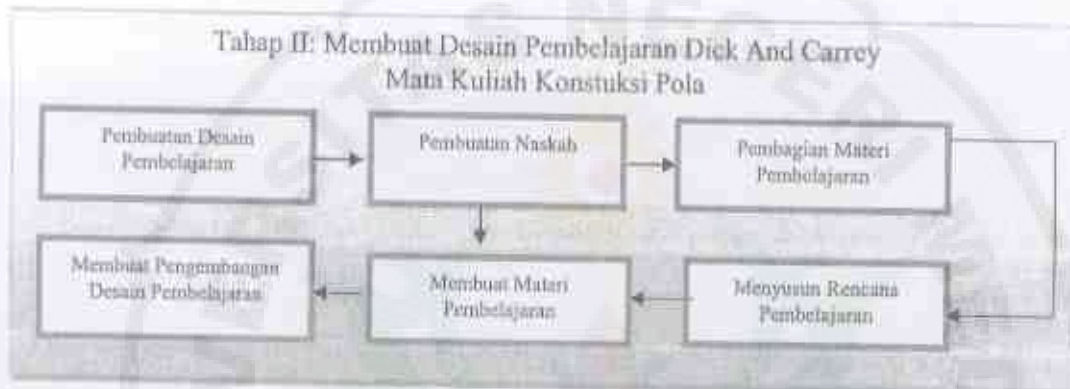 Tahap II: Membuat Desain Pembelajaran Dick And Carrey
Mata Kuliah Konstuksi Pola
Pembuatan Desain
Pembelajaran
Pembuatan Naskah
Pembagian Materi
Pembelajaran
Membuat Pengembangan
Desain Pembelajaran
Membuat Materi
Pembelajaran
Menyusun Rencana
Pembelajaran